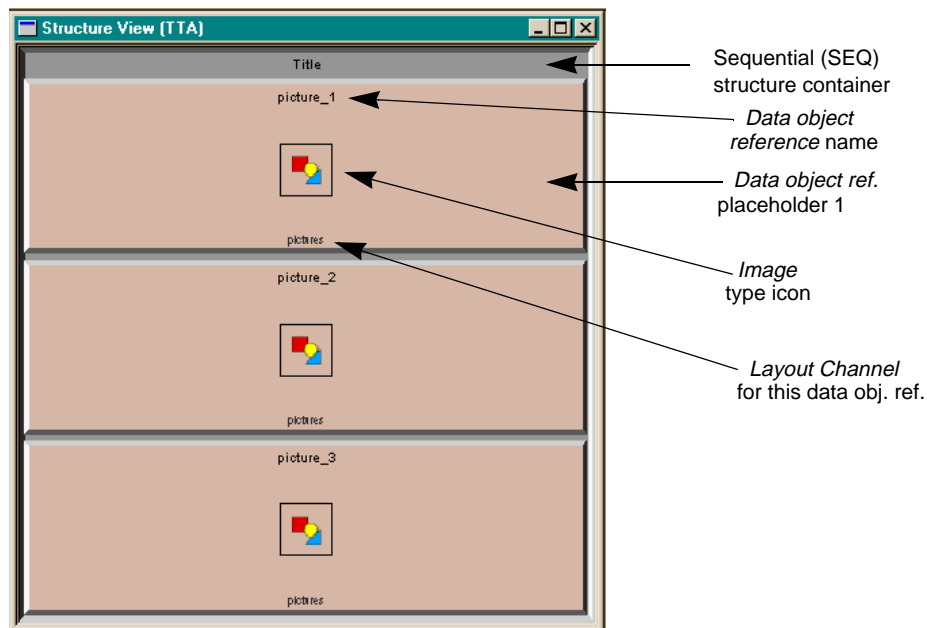 Structure View (TTA)
Title
picture_1
pictures
picture_2
pictures
picture_3
pictures
Sequential (SEQ)
structure container
Data object
reference name
Data object ref.
placeholder 1
Image
type icon
Layout Channel
for this data obj. ref.